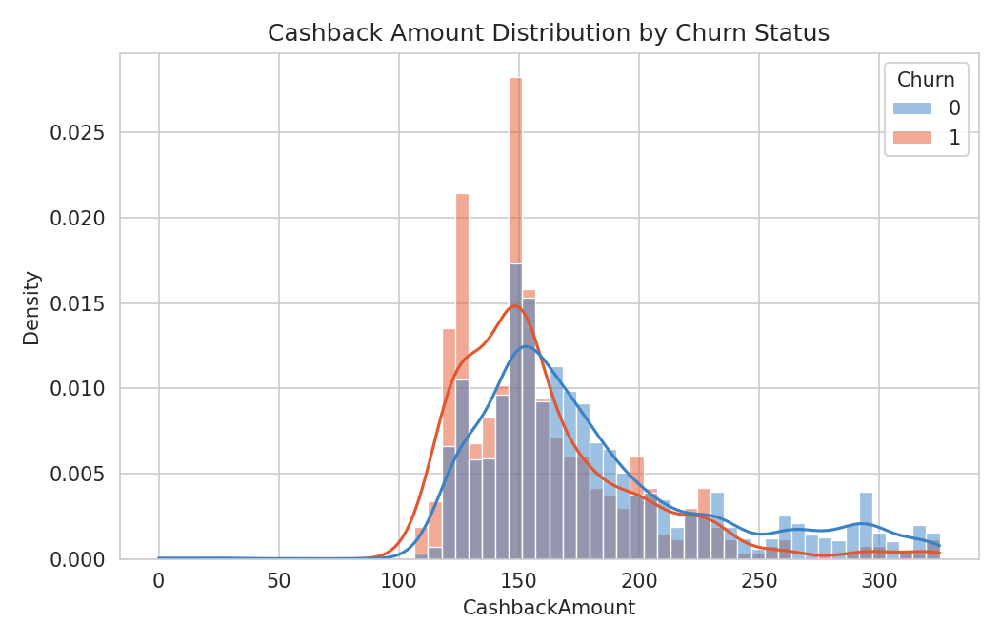 Cashback Amount Distribution by Churn Status
Churn
0
1
0.025
0.020
0.015
0.010
0.005
0.000
Density
0 50 100 150 200 250 300
CashbackAmount